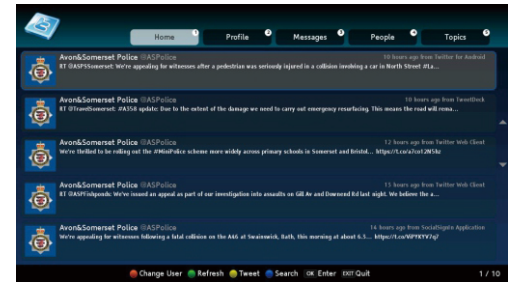 Home 1 Profile 2 Messages 3 People 4 Topics 5
Avon&Somerset Police @ASPolice 10 hours ago from Twitter for Android
RT @ASPSSomerset: We're appealing for witnesses after a pedestrian was seriously injured in a collision involving a car in North Street #La...
Avon&Somerset Police @ASPolice 10 hours ago from TweetDeck
RT @TravelSomerset: #A358 update: Due to the extent of the damage we need to carry out emergency resurfacing. This means the road will rema...
Avon&Somerset Police @ASPolice 12 hours ago from Twitter Web Client
We're thrilled to be rolling out the #MiniPolice scheme more widely across primary schools in Somerset and Bristol...
Avon&Somerset Police @ASPolice 13 hours ago from Twitter Web Client
RT @ASPFishponds: We've issued an appeal as part of our investigation into assaults on Gill Av and Downend Rd last night. We believe the a...
Avon&Somerset Police @ASPolice 14 hours ago from SocialSignIn Application
We're appealing for witnesses following a fatal collision on the A46 at Swainswick, Bath, this morning at about 6.3...
Change User Refresh Tweet Search OK Enter EXIT Quit 1 / 10